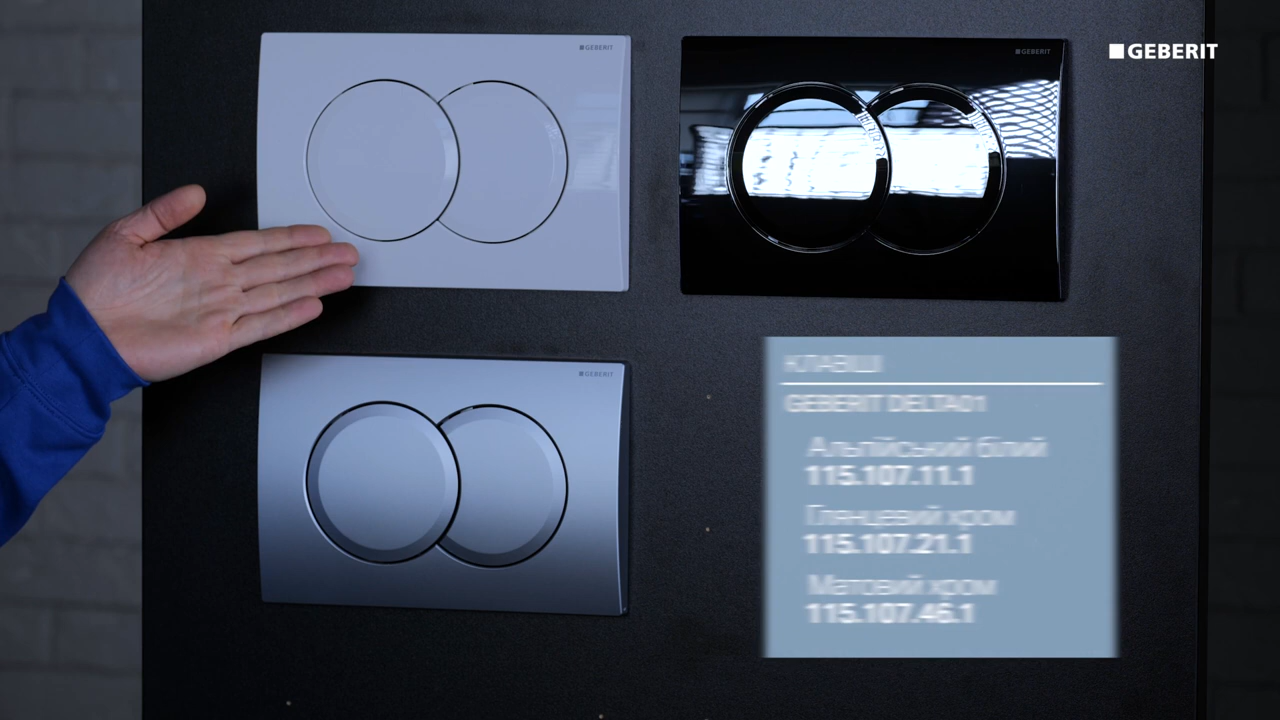 GEBERIT
GEBERIT
GEBERIT
GEBERIT
КЛАВІШІ
GEBERIT DELTA01
Альпійський білий
115.107.11.1
Глянцевий хром
115.107.21.1
Матовий хром
115.107.46.1